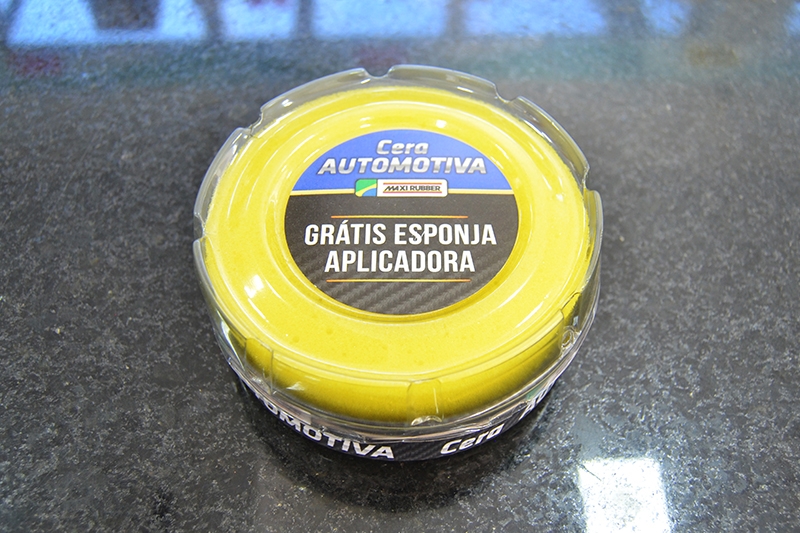 Cera
AUTOMOTIVA
MAXI RUBBER
GRÁTIS ESPONJA
APLICADORA
AUTOMOTIVA Cera